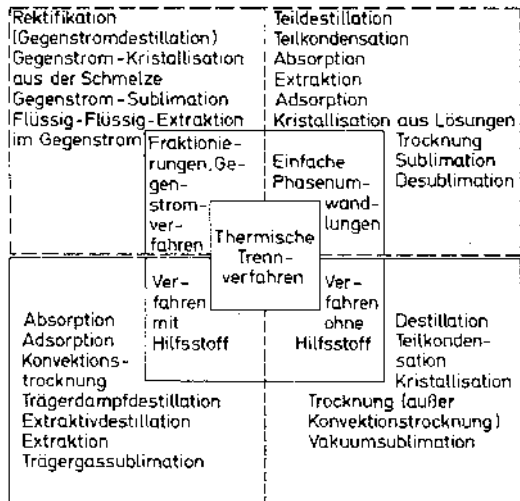 Rektifikation
(Gegenstromdestillation)
Gegenstrom-Kristallisation
aus der Schmelze
Gegenstrom-Sublimation
Flüssig-Flüssig-Extraktion
im Gegenstrom
Teildestillation
Teilkondensation
Absorption
Extraktion
Adsorption
Kristallisation aus Lösungen
Trocknung
Sublimation
Desublimation
Fraktionie-
rungen, Ge-
gen-
strom-
ver-
fahren
Einfache
Phasenum-
wand-
lungen
Thermische
Trenn-
verfahren
Ver-
fahren
mit
Hilfsstoff
Ver-
fahren
ohne
Hilfsstoff
Absorption
Adsorption
Konvektions-
trocknung
Trägerdampfdestillation
Extraktivdestillation
Extraktion
Trägergassublimation
Destillation
Teilkonden-
sation
Kristallisation
Trocknung (außer
Konvektionstrocknung)
Vakuumsublimation